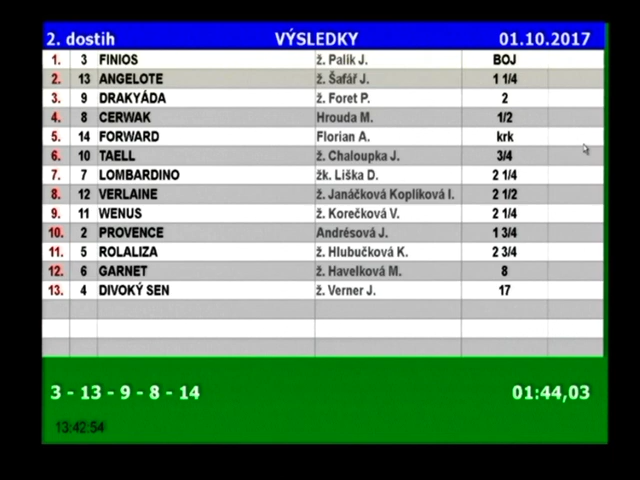 2. dostih VÝSLEDKY 01.10.2017
1. 3 FINIOS ž. Palík J. BOJ
2. 13 ANGELOTE ž. Šafář J. 1 1/4
3. 9 DRAKYÁDA ž. Foret P. 2
4. 8 CERWAK Hrouda M. 1/2
5. 14 FORWARD Florian A. krk
6. 10 TAELL ž. Chaloupka J. 3/4
7. 7 LOMBARDINO žk. Liška D. 2 1/4
8. 12 VERLAINE ž. Janáčková Koplíková I. 2 1/2
9. 11 WENUS ž. Korečková V. 2 1/4
10. 2 PROVENCE Andrésová J. 1 3/4
11. 5 ROLALIZA ž. Hlubučková K. 2 3/4
12. 6 GARNET ž. Havelková M. 8
13. 4 DIVOKÝ SEN ž. Verner J. 17
3 - 13 - 9 - 8 - 14 01:44,03
13:42:54